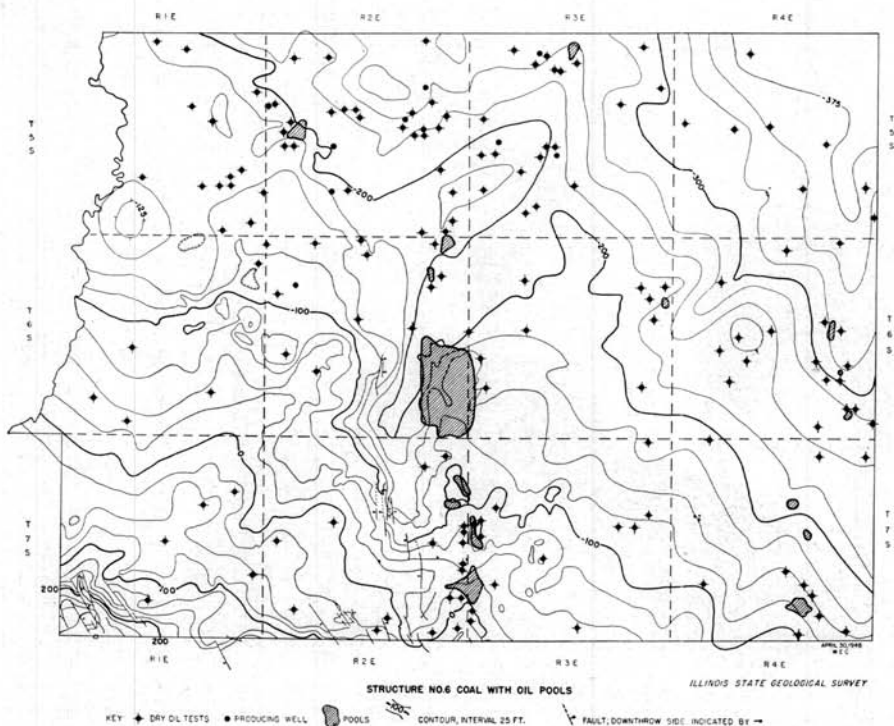 R1E R2E R3E R4E
T5S T5S
-375
-300
-200
-125
-200
-100
T6S T6S
T7S T7S
-100
200 100
200
APRIL 30, 1948
M E C
R1E R2E R3E R4E
ILLINOIS STATE GEOLOGICAL SURVEY
STRUCTURE NO.6 COAL WITH OIL POOLS
KEY DRY OIL TESTS PRODUCING WELL POOLS -300- CONTOUR, INTERVAL 25 FT. FAULT; DOWNTHROW SIDE INDICATED BY →